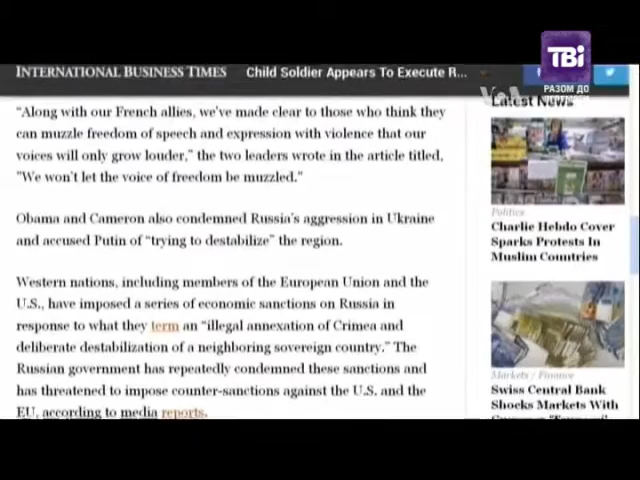 INTERNATIONAL BUSINESS TIMES
Child Soldier Appears To Execute R...
ТВі
РАЗОМ ДО
VOA
Latest News
“Along with our French allies, we've made clear to those who think they
can muzzle freedom of speech and expression with violence that our
voices will only grow louder,” the two leaders wrote in the article titled,
"We won't let the voice of freedom be muzzled."
Obama and Cameron also condemned Russia's aggression in Ukraine
and accused Putin of “trying to destabilize” the region.
Western nations, including members of the European Union and the
U.S., have imposed a series of economic sanctions on Russia in
response to what they term an “illegal annexation of Crimea and
deliberate destabilization of a neighboring sovereign country.” The
Russian government has repeatedly condemned these sanctions and
has threatened to impose counter-sanctions against the U.S. and the
EU, according to media reports.
Politics
Charlie Hebdo Cover
Sparks Protests In
Muslim Countries
Markets / Finance
Swiss Central Bank
Shocks Markets With